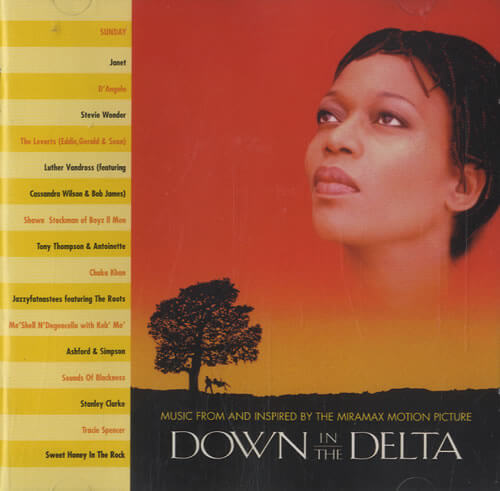 SUNDAY
Janet
D'Angelo
Stevie Wonder
The Leverts (Eddie,Gerald & Sean)
Luther Vandross (featuring
Cassandra Wilson & Bob James)
Shawn Stockman of Boyz II Men
Tony Thompson & Antoinette
Chaka Khan
Jazzyfatnastees featuring The Roots
Me'Shell N'Degeocello with Keb' Mo'
Ashford & Simpson
Sounds Of Blackness
Stanley Clarke
Tracie Spencer
Sweet Honey In The Rock
MUSIC FROM AND INSPIRED BY THE MIRAMAX MOTION PICTURE
DOWN IN THE DELTA